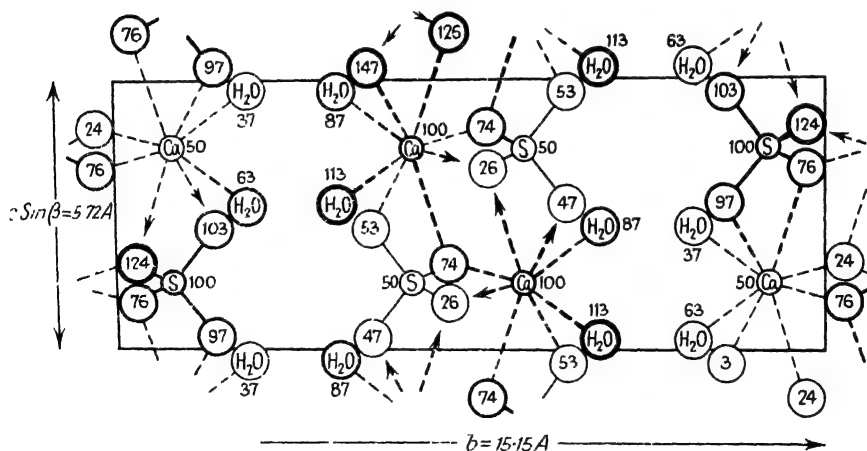 76 97 147 125 113 63
H₂O H₂O H₂O H₂O
37 87 53 103
24 Ca 50 100 74 S 50 124
76 Ca 26 100 S 76
63 113
H₂O H₂O 47 97
103 53 H₂O 87 H₂O
37
c Sin β=5·72A
124 S 100 50 S 74 Ca 100 50 Ca 24
76 26 76
97 47 113 63
H₂O H₂O H₂O H₂O
37 87 53 3
74 24
b = 15·15A